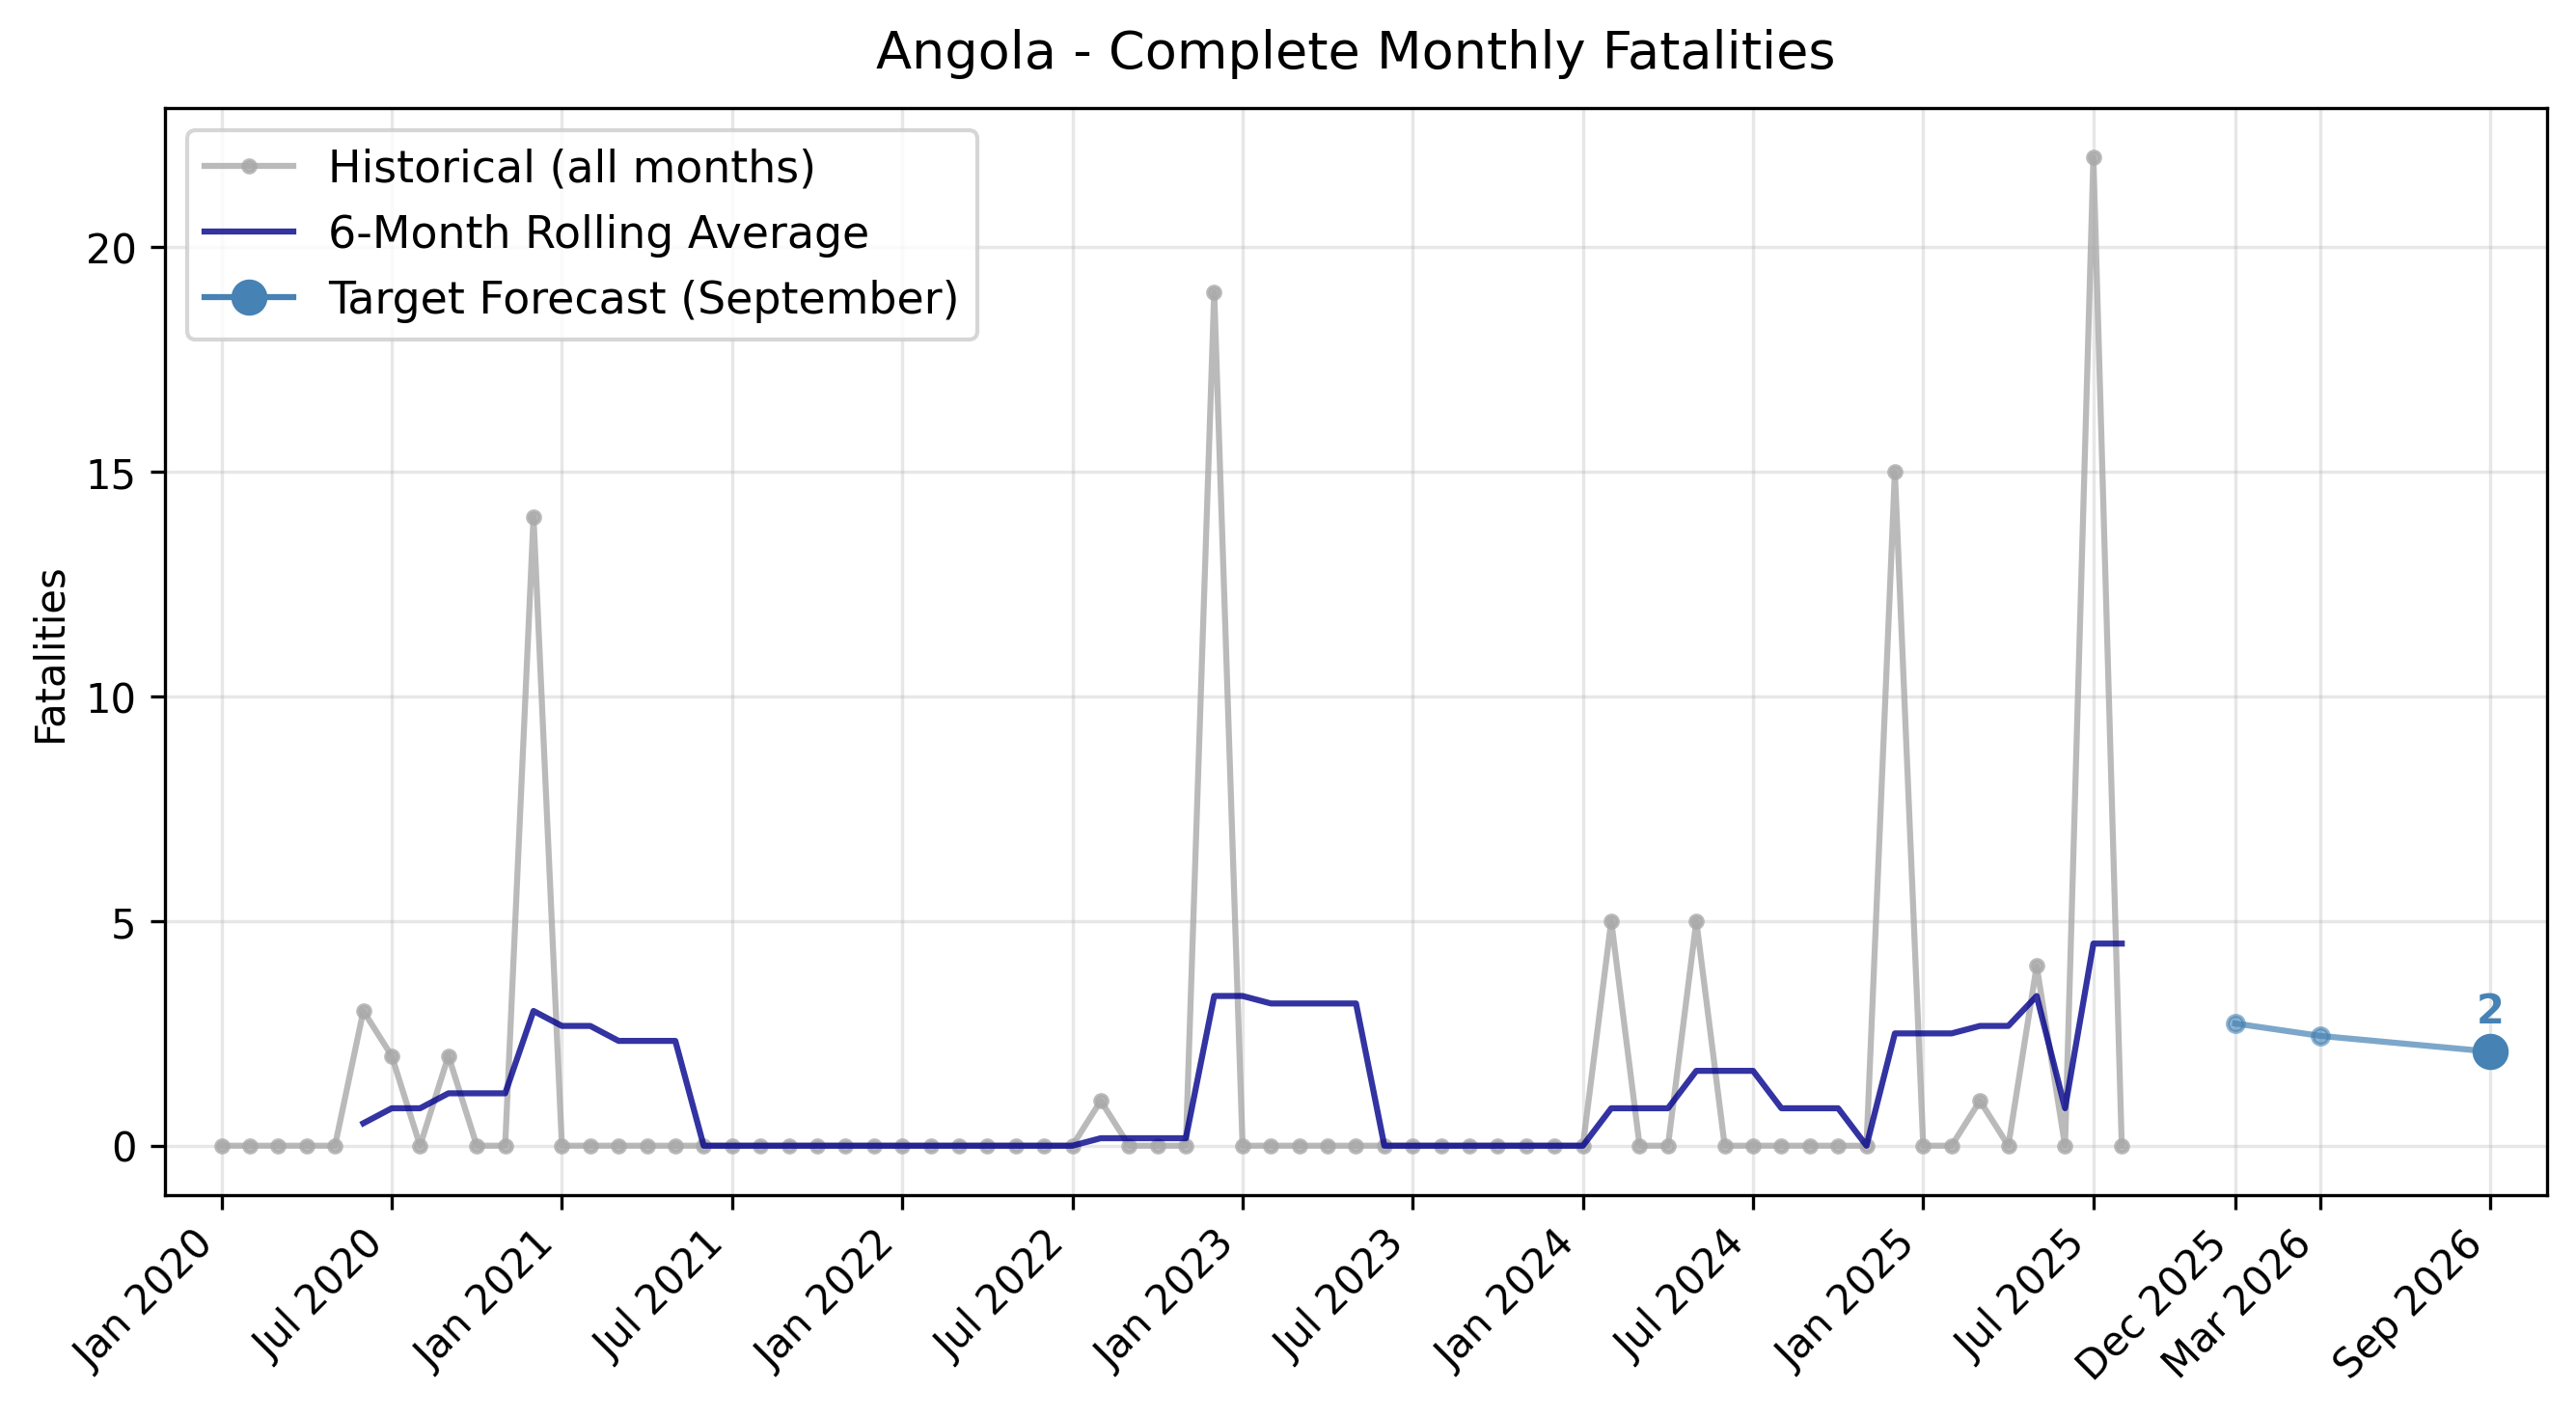 Angola - Complete Monthly Fatalities
Historical (all months)
6-Month Rolling Average
Target Forecast (September)
Fatalities
20
15
10
5
0
2
Jan 2020
Jul 2020
Jan 2021
Jul 2021
Jan 2022
Jul 2022
Jan 2023
Jul 2023
Jan 2024
Jul 2024
Jan 2025
Jul 2025
Dec 2025
Mar 2026
Sep 2026